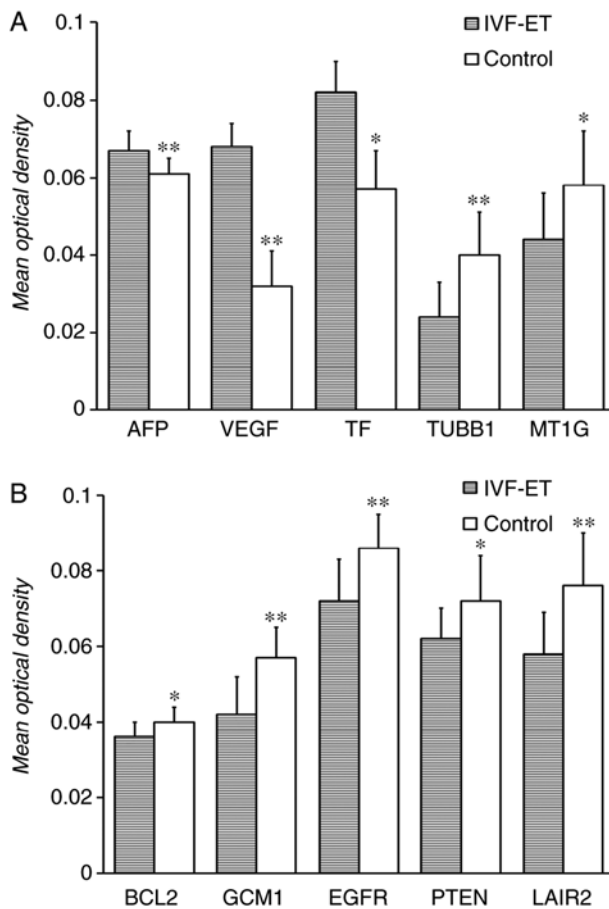 A
0.1
0.08
0.06
0.04
0.02
0
Mean optical density
IVF-ET
Control
**
**
*
**
*
AFP VEGF TF TUBB1 MT1G
B
0.1
0.08
0.06
0.04
0.02
0
Mean optical density
IVF-ET
Control
*
**
**
*
**
BCL2 GCM1 EGFR PTEN LAIR2